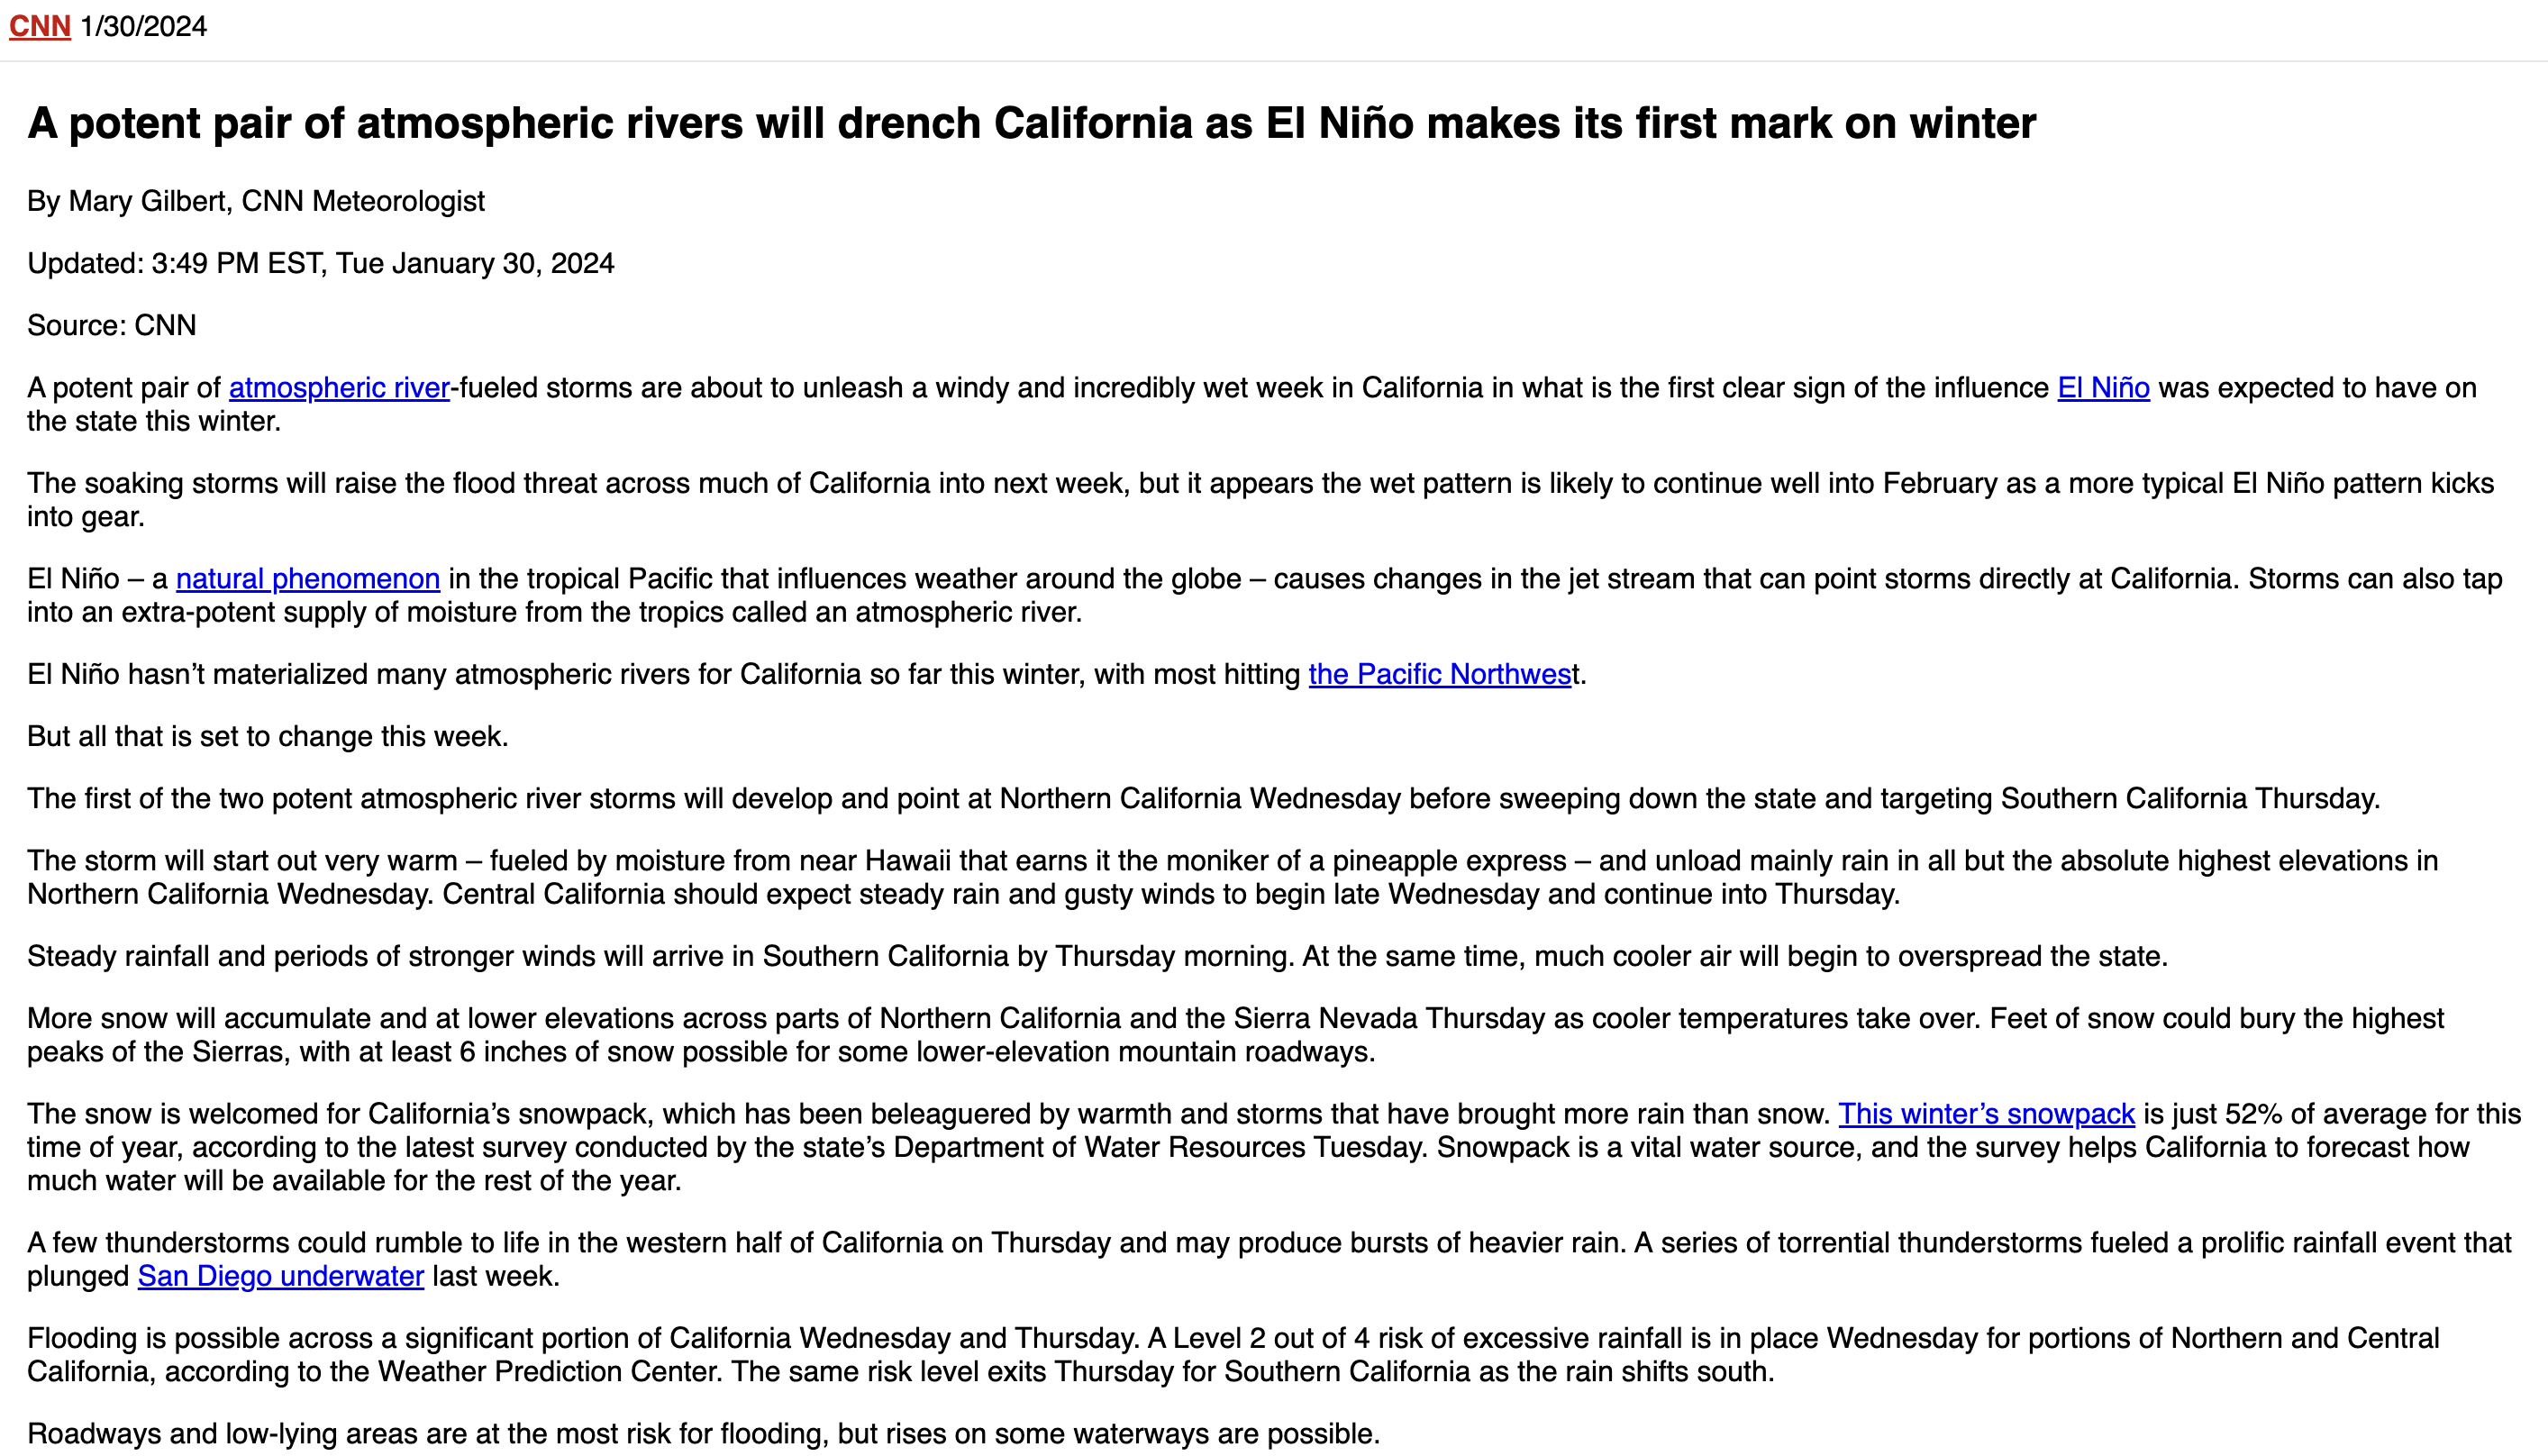 CNN 1/30/2024
A potent pair of atmospheric rivers will drench California as El Niño makes its first mark on winter
By Mary Gilbert, CNN Meteorologist
Updated: 3:49 PM EST, Tue January 30, 2024
Source: CNN
A potent pair of atmospheric river-fueled storms are about to unleash a windy and incredibly wet week in California in what is the first clear sign of the influence El Niño was expected to have on
the state this winter.
The soaking storms will raise the flood threat across much of California into next week, but it appears the wet pattern is likely to continue well into February as a more typical El Niño pattern kicks
into gear.
El Niño – a natural phenomenon in the tropical Pacific that influences weather around the globe – causes changes in the jet stream that can point storms directly at California. Storms can also tap
into an extra-potent supply of moisture from the tropics called an atmospheric river.
El Niño hasn’t materialized many atmospheric rivers for California so far this winter, with most hitting the Pacific Northwest.
But all that is set to change this week.
The first of the two potent atmospheric river storms will develop and point at Northern California Wednesday before sweeping down the state and targeting Southern California Thursday.
The storm will start out very warm – fueled by moisture from near Hawaii that earns it the moniker of a pineapple express – and unload mainly rain in all but the absolute highest elevations in
Northern California Wednesday. Central California should expect steady rain and gusty winds to begin late Wednesday and continue into Thursday.
Steady rainfall and periods of stronger winds will arrive in Southern California by Thursday morning. At the same time, much cooler air will begin to overspread the state.
More snow will accumulate and at lower elevations across parts of Northern California and the Sierra Nevada Thursday as cooler temperatures take over. Feet of snow could bury the highest
peaks of the Sierras, with at least 6 inches of snow possible for some lower-elevation mountain roadways.
The snow is welcomed for California’s snowpack, which has been beleaguered by warmth and storms that have brought more rain than snow. This winter’s snowpack is just 52% of average for this
time of year, according to the latest survey conducted by the state’s Department of Water Resources Tuesday. Snowpack is a vital water source, and the survey helps California to forecast how
much water will be available for the rest of the year.
A few thunderstorms could rumble to life in the western half of California on Thursday and may produce bursts of heavier rain. A series of torrential thunderstorms fueled a prolific rainfall event that
plunged San Diego underwater last week.
Flooding is possible across a significant portion of California Wednesday and Thursday. A Level 2 out of 4 risk of excessive rainfall is in place Wednesday for portions of Northern and Central
California, according to the Weather Prediction Center. The same risk level exits Thursday for Southern California as the rain shifts south.
Roadways and low-lying areas are at the most risk for flooding, but rises on some waterways are possible.